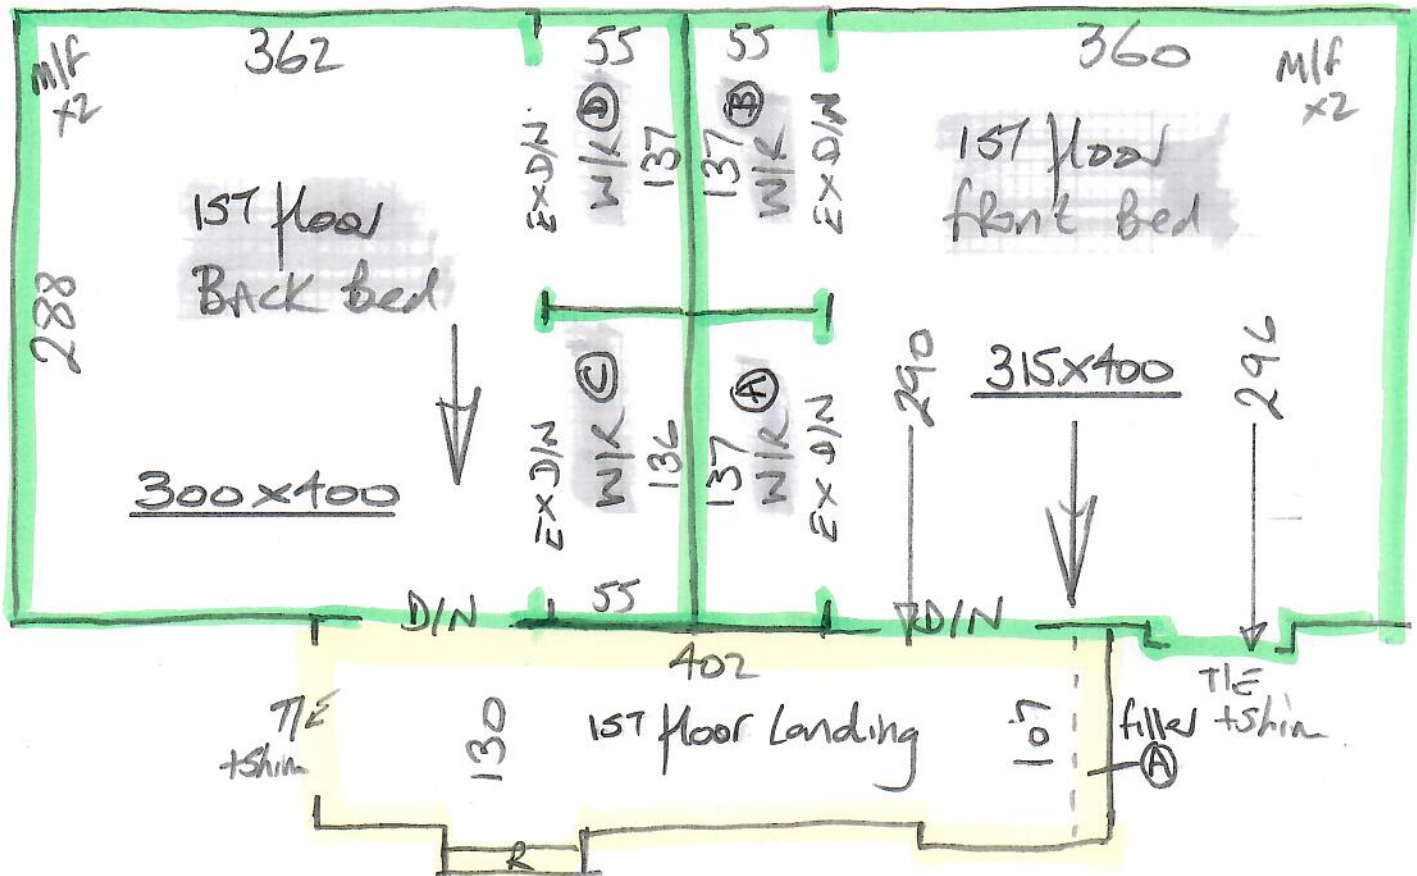 362
55
55
360
M/f
x2
M/f
x2
EX D/N
W/R D
137
137
W/R B
EX D/N
1ST floor
Back Bed
1ST floor
front Bed
288
300x400
EX D/N
W/R C
136
137
W/R A
EX D/N
290
315x400
296
D/N
55
D/N
402
T/E
+shim
130
1ST floor Landing
107
filler
A
T/E
+shim
R